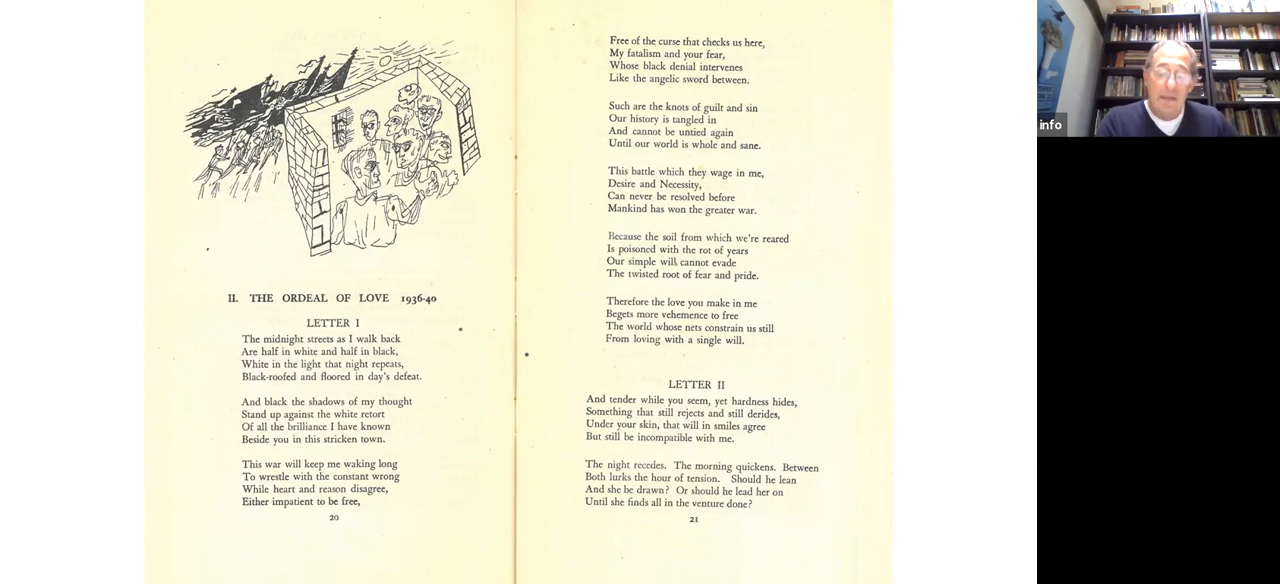 II. THE ORDEAL OF LOVE 1936-40
LETTER I
The midnight streets as I walk back
Are half in white and half in black,
White in the light that night repeats,
Black-roofed and floored in day's defeat.
And black the shadows of my thought
Stand up against the white retort
Of all the brilliance I have known
Beside you in this stricken town.
This war will keep me waking long
To wrestle with the constant wrong
While heart and reason disagree,
Either impatient to be free,
20
Free of the curse that checks us here,
My fatalism and your fear,
Whose black denial intervenes
Like the angelic sword between.
Such are the knots of guilt and sin
Our history is tangled in
And cannot be untied again
Until our world is whole and sane.
This battle which they wage in me,
Desire and Necessity,
Can never be resolved before
Mankind has won the greater war.
Because the soil from which we're reared
Is poisoned with the rot of years
Our simple will cannot evade
The twisted root of fear and pride.
Therefore the love you make in me
Begets more vehemence to free
The world whose nets constrain us still
From loving with a single will.
LETTER II
And tender while you seem, yet hardness hides,
Something that still rejects and still derides,
Under your skin, that will in smiles agree
But still be incompatible with me.
The night recedes. The morning quickens. Between
Both lurks the hour of tension. Should he lean
And she be drawn? Or should he lead her on
Until she finds all in the venture done?
21
info